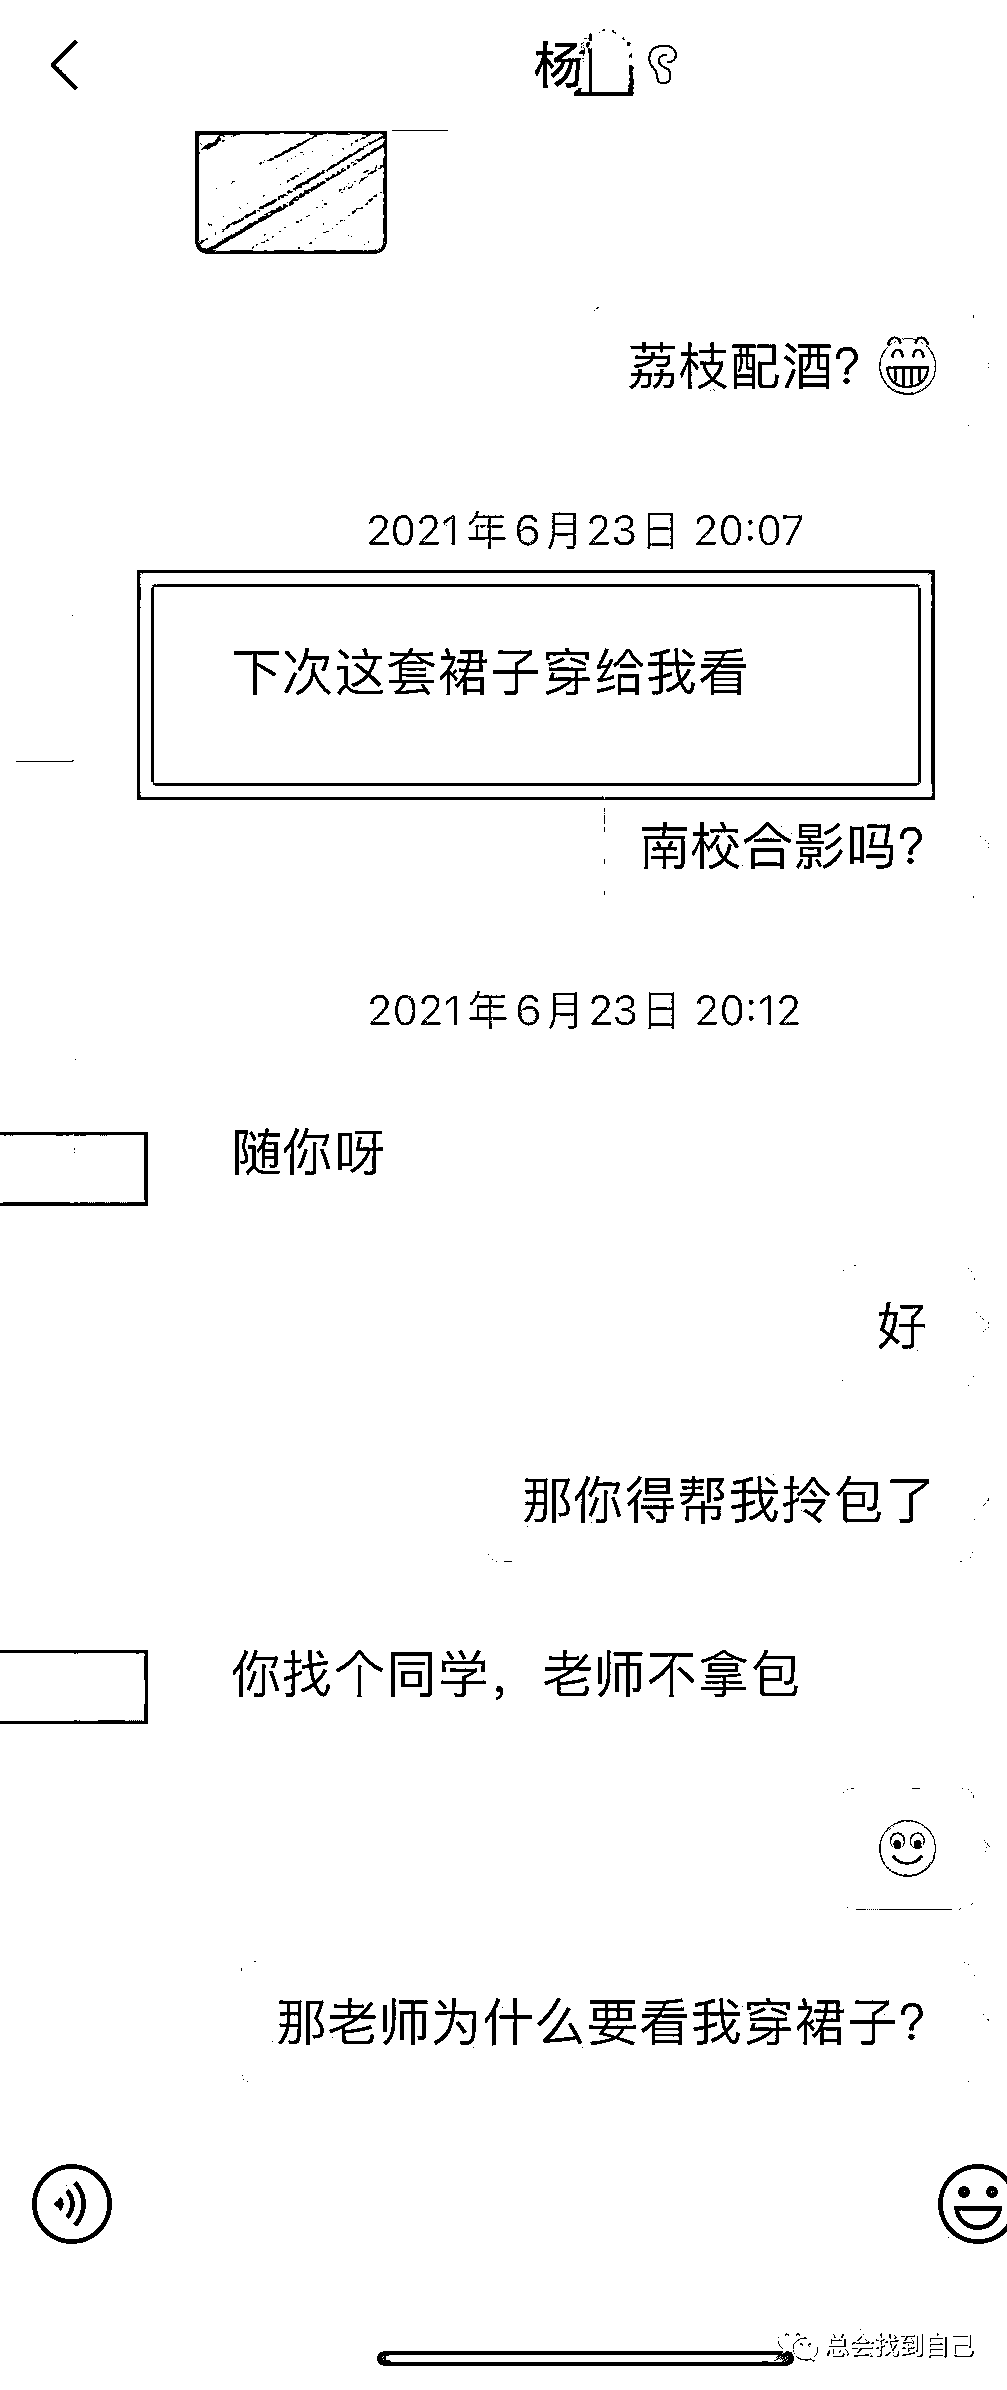 杨
荔枝配酒?
2021年6月23日 20:07
下次这套裙子穿给我看
南校合影吗?
2021年6月23日 20:12
随你呀
好
那你得帮我拎包了
你找个同学，老师不拿包
那老师为什么要看我穿裙子?
总会找到自己